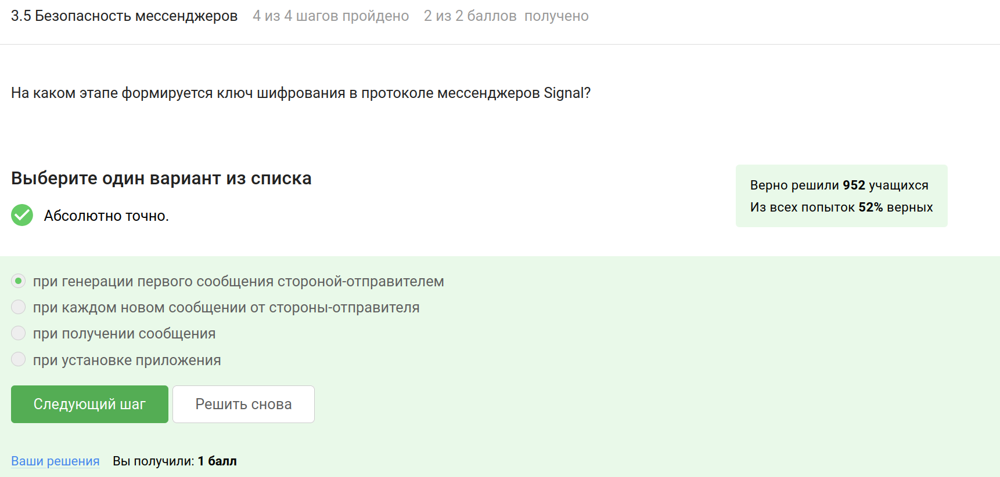 3.5 Безопасность мессенджеров 4 из 4 шагов пройдено 2 из 2 баллов получено
На каком этапе формируется ключ шифрования в протоколе мессенджеров Signal?
Выберите один вариант из списка
Абсолютно точно.
Верно решили 952 учащихся
Из всех попыток 52% верных
при генерации первого сообщения стороной-отправителем
при каждом новом сообщении от стороны-отправителя
при получении сообщения
при установке приложения
Следующий шаг Решить снова
Ваши решения Вы получили: 1 балл